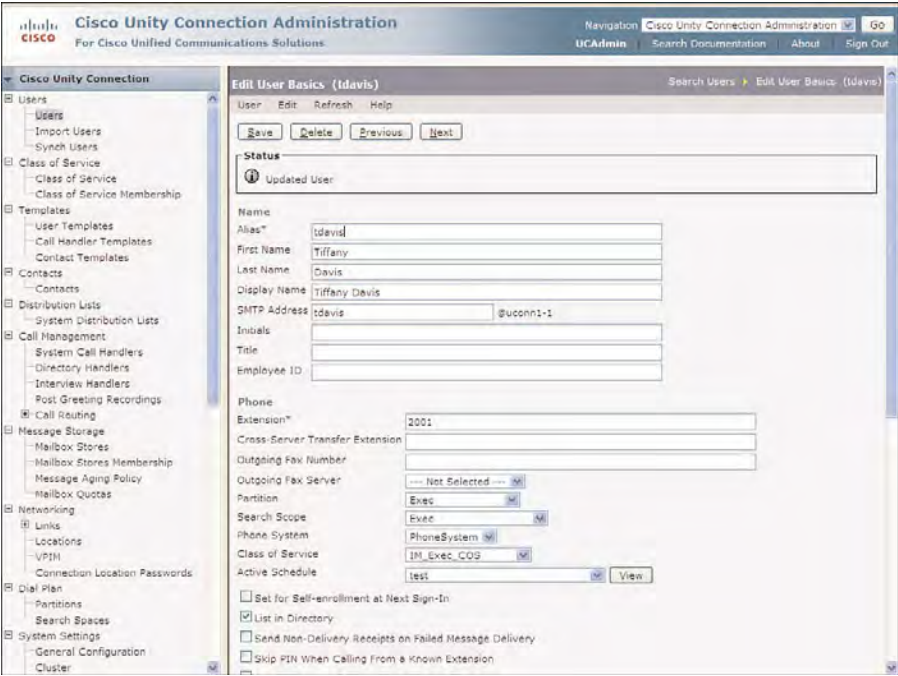 Cisco Unity Connection Administration
Navigation Cisco Unity Connection Administration Go
cisco For Cisco Unified Communications Solutions
UCAdmin Search Documentation About Sign Out
Cisco Unity Connection
Users
Users
Import Users
Synch Users
Class of Service
Class of Service
Class of Service Membership
Templates
User Templates
Call Handler Templates
Contact Templates
Contacts
Contacts
Distribution Lists
System Distribution Lists
Call Management
System Call Handlers
Directory Handlers
Interview Handlers
Post Greeting Recordings
Call Routing
Message Storage
Mailbox Stores
Mailbox Stores Membership
Message Aging Policy
Mailbox Quotas
Networking
Links
Locations
VPIM
Connection Location Passwords
Dial Plan
Partitions
Search Spaces
System Settings
General Configuration
Cluster
Edit User Basics (tdavis)
Search Users Edit User Basics (tdavis)
User Edit Refresh Help
Save Delete Previous Next
Status
Updated User
Name
Alias* tdavis
First Name Tiffany
Last Name Davis
Display Name Tiffany Davis
SMTP Address tdavis @uconn1-1
Initials
Title
Employee ID
Phone
Extension* 2001
Cross-Server Transfer Extension
Outgoing Fax Number
Outgoing Fax Server --- Not Selected ---
Partition Exec
Search Scope Exec
Phone System PhoneSystem
Class of Service IM_Exec_COS
Active Schedule test View
Set for Self-enrollment at Next Sign-In
List in Directory
Send Non-Delivery Receipts on Failed Message Delivery
Skip PIN When Calling From a Known Extension